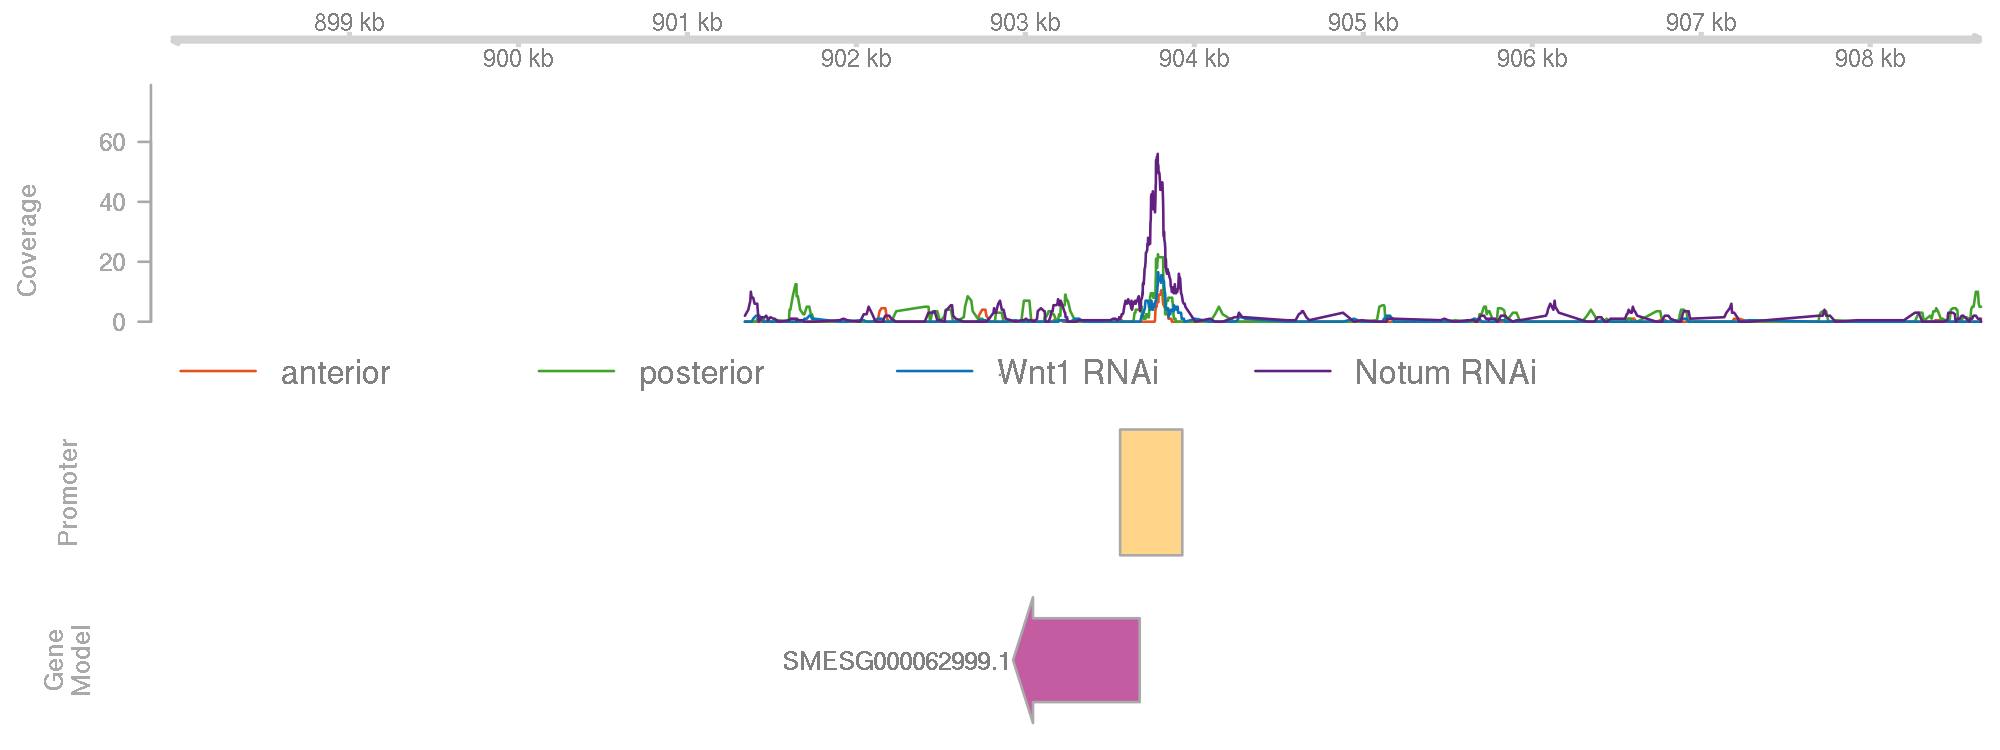 899 kb 901 kb 903 kb 905 kb 907 kb
900 kb 902 kb 904 kb 906 kb 908 kb
Coverage
60
40
20
0
anterior posterior Wnt1 RNAi Notum RNAi
Promoter
Gene
Model
SMESG000062999.1